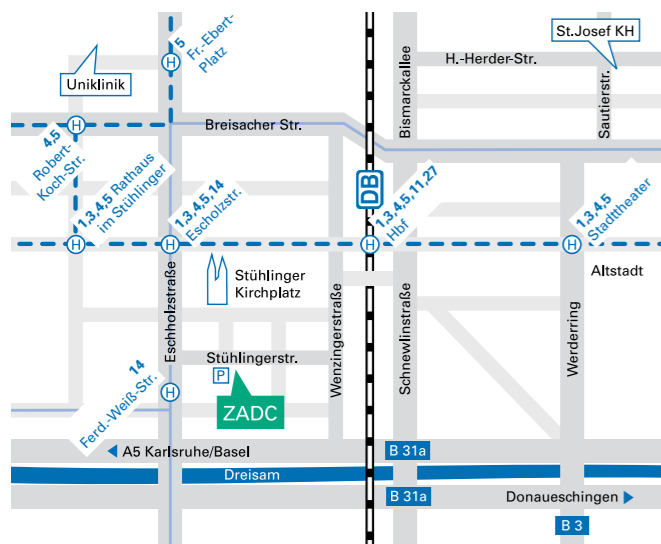 5
Fr.-Ebert-
Platz
St.Josef KH
H.-Herder-Str.
Uniklinik
Bismarckallee
Sautierstr.
H
H
Breisacher Str.
4,5
Robert-
Koch-Str.
1,3,4,5 Rathaus
im Stühlinger
1,3,4,5,14
Escholzstr.
DB
1,3,4,5,11,27
Hbf
1,3,4,5
Stadttheater
H
H
H
H
Altstadt
Stühlinger
Kirchplatz
Eschholzstraße
Wenzingerstraße
Schnewlinstraße
Werderring
Stühlingerstr.
P
14
Ferd.-Weiß-Str.
H
ZADC
A5 Karlsruhe/Basel
B 31a
Dreisam
B 31a
Donaueschingen
B 3